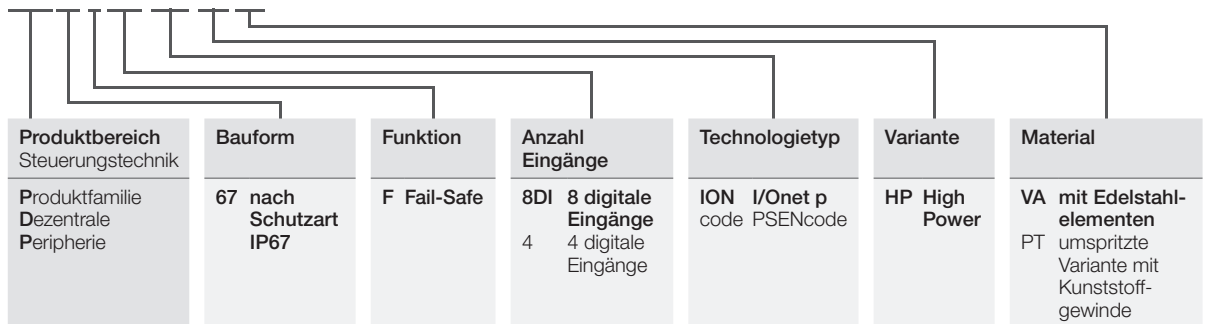 Produktbereich
Steuerungstechnik
Produktfamilie
Dezentrale
Peripherie
Bauform
67 nach
Schutzart
IP67
Funktion
F Fail-Safe
Anzahl
Eingänge
8DI 8 digitale
Eingänge
4 4 digitale
Eingänge
Technologietyp
ION I/Onet p
code PSENcode
Variante
HP High
Power
Material
VA mit Edelstahl-
elementen
PT umspritzte
Variante mit
Kunststoff-
gewinde